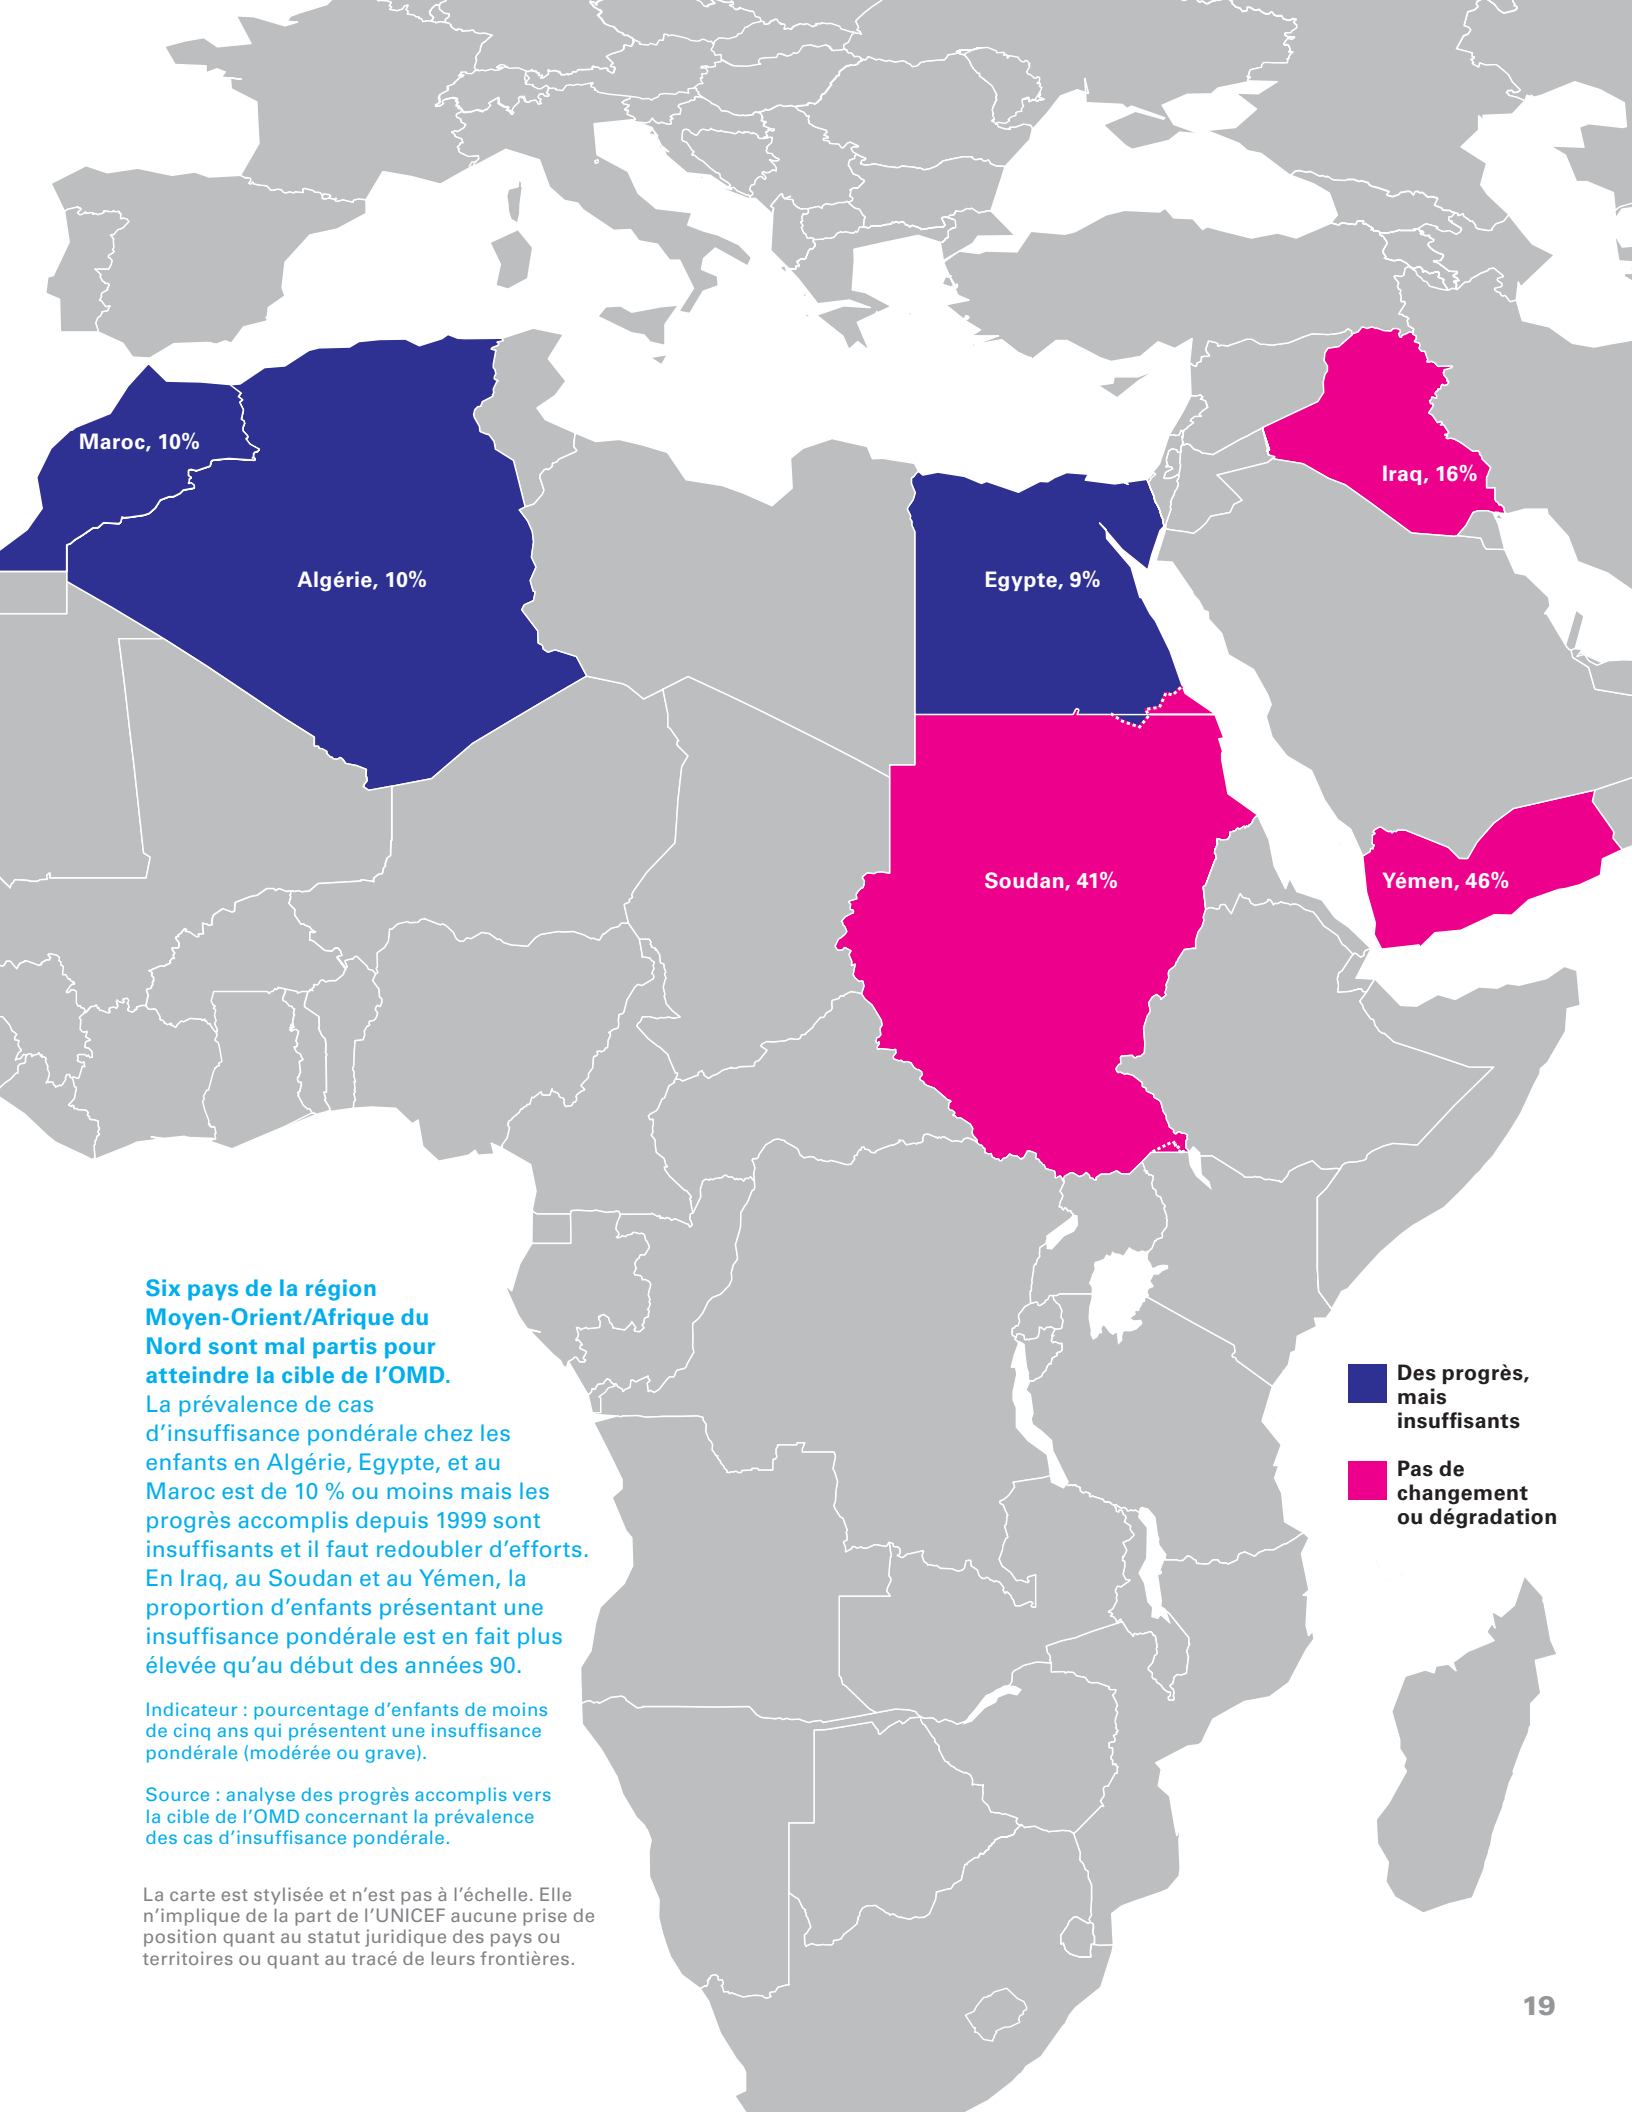 Maroc, 10%
Iraq, 16%
Algérie, 10%
Egypte, 9%
Soudan, 41%
Yémen, 46%
Six pays de la région
Moyen-Orient/Afrique du
Nord sont mal partis pour
atteindre la cible de l’OMD.
La prévalence de cas
d’insuffisance pondérale chez les
enfants en Algérie, Egypte, et au
Maroc est de 10 % ou moins mais les
progrès accomplis depuis 1999 sont
insuffisants et il faut redoubler d’efforts.
En Iraq, au Soudan et au Yémen, la
proportion d’enfants présentant une
insuffisance pondérale est en fait plus
élevée qu’au début des années 90.
Indicateur : pourcentage d’enfants de moins
de cinq ans qui présentent une insuffisance
pondérale (modérée ou grave).
Source : analyse des progrès accomplis vers
la cible de l’OMD concernant la prévalence
des cas d’insuffisance pondérale.
La carte est stylisée et n’est pas à l’échelle. Elle
n’implique de la part de l’UNICEF aucune prise de
position quant au statut juridique des pays ou
territoires ou quant au tracé de leurs frontières.
Des progrès,
mais
insuffisants
Pas de
changement
ou dégradation
19